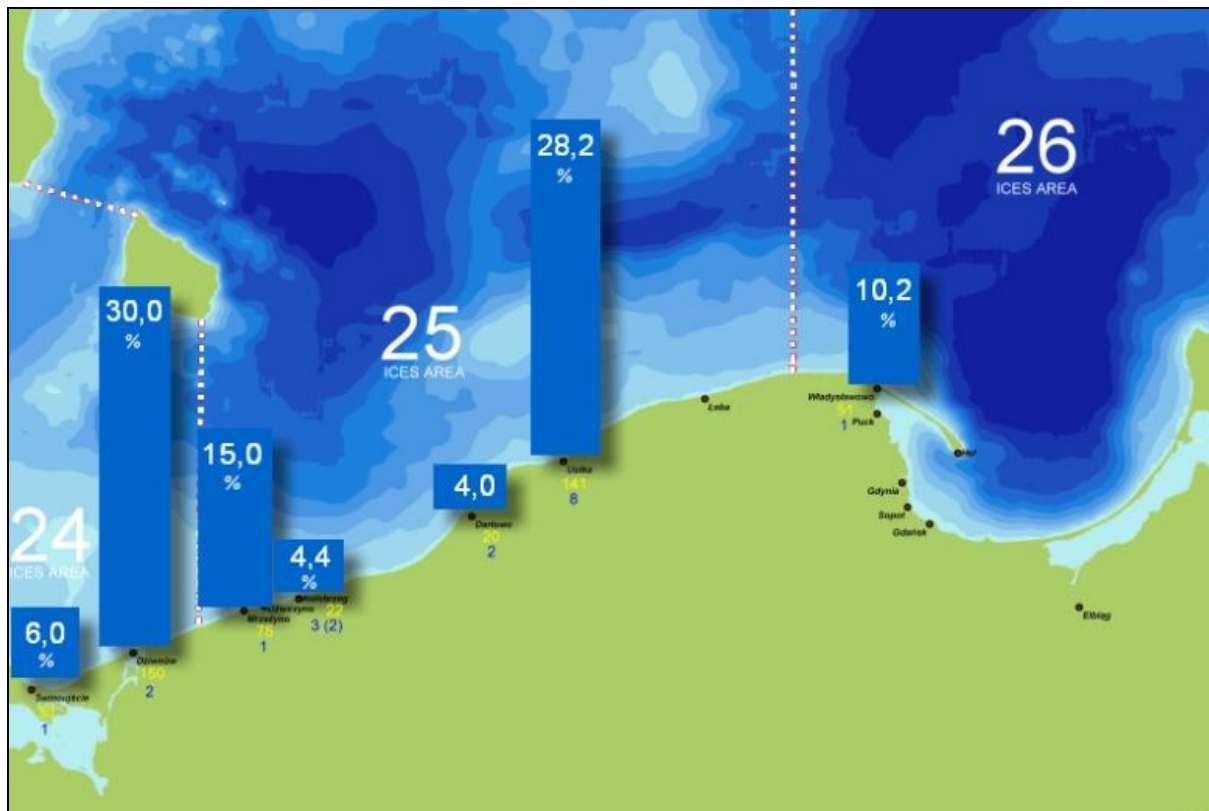 26
ICES AREA
28,2
%
10,2
%
30,0
%
25
ICES AREA
Władysławowo
51
1
Puck
Łeba
Hel
15,0
%
Ustka
141
8
4,0
Darłowo
20
2
Gdynia
Sopot
Gdańsk
24
ICES AREA
4,4
%
Kołobrzeg
22
3 (2)
Dźwirzyno
Mrzeżyno
75
1
Elbląg
6,0
%
Dziwnów
150
2
Świnoujście
1